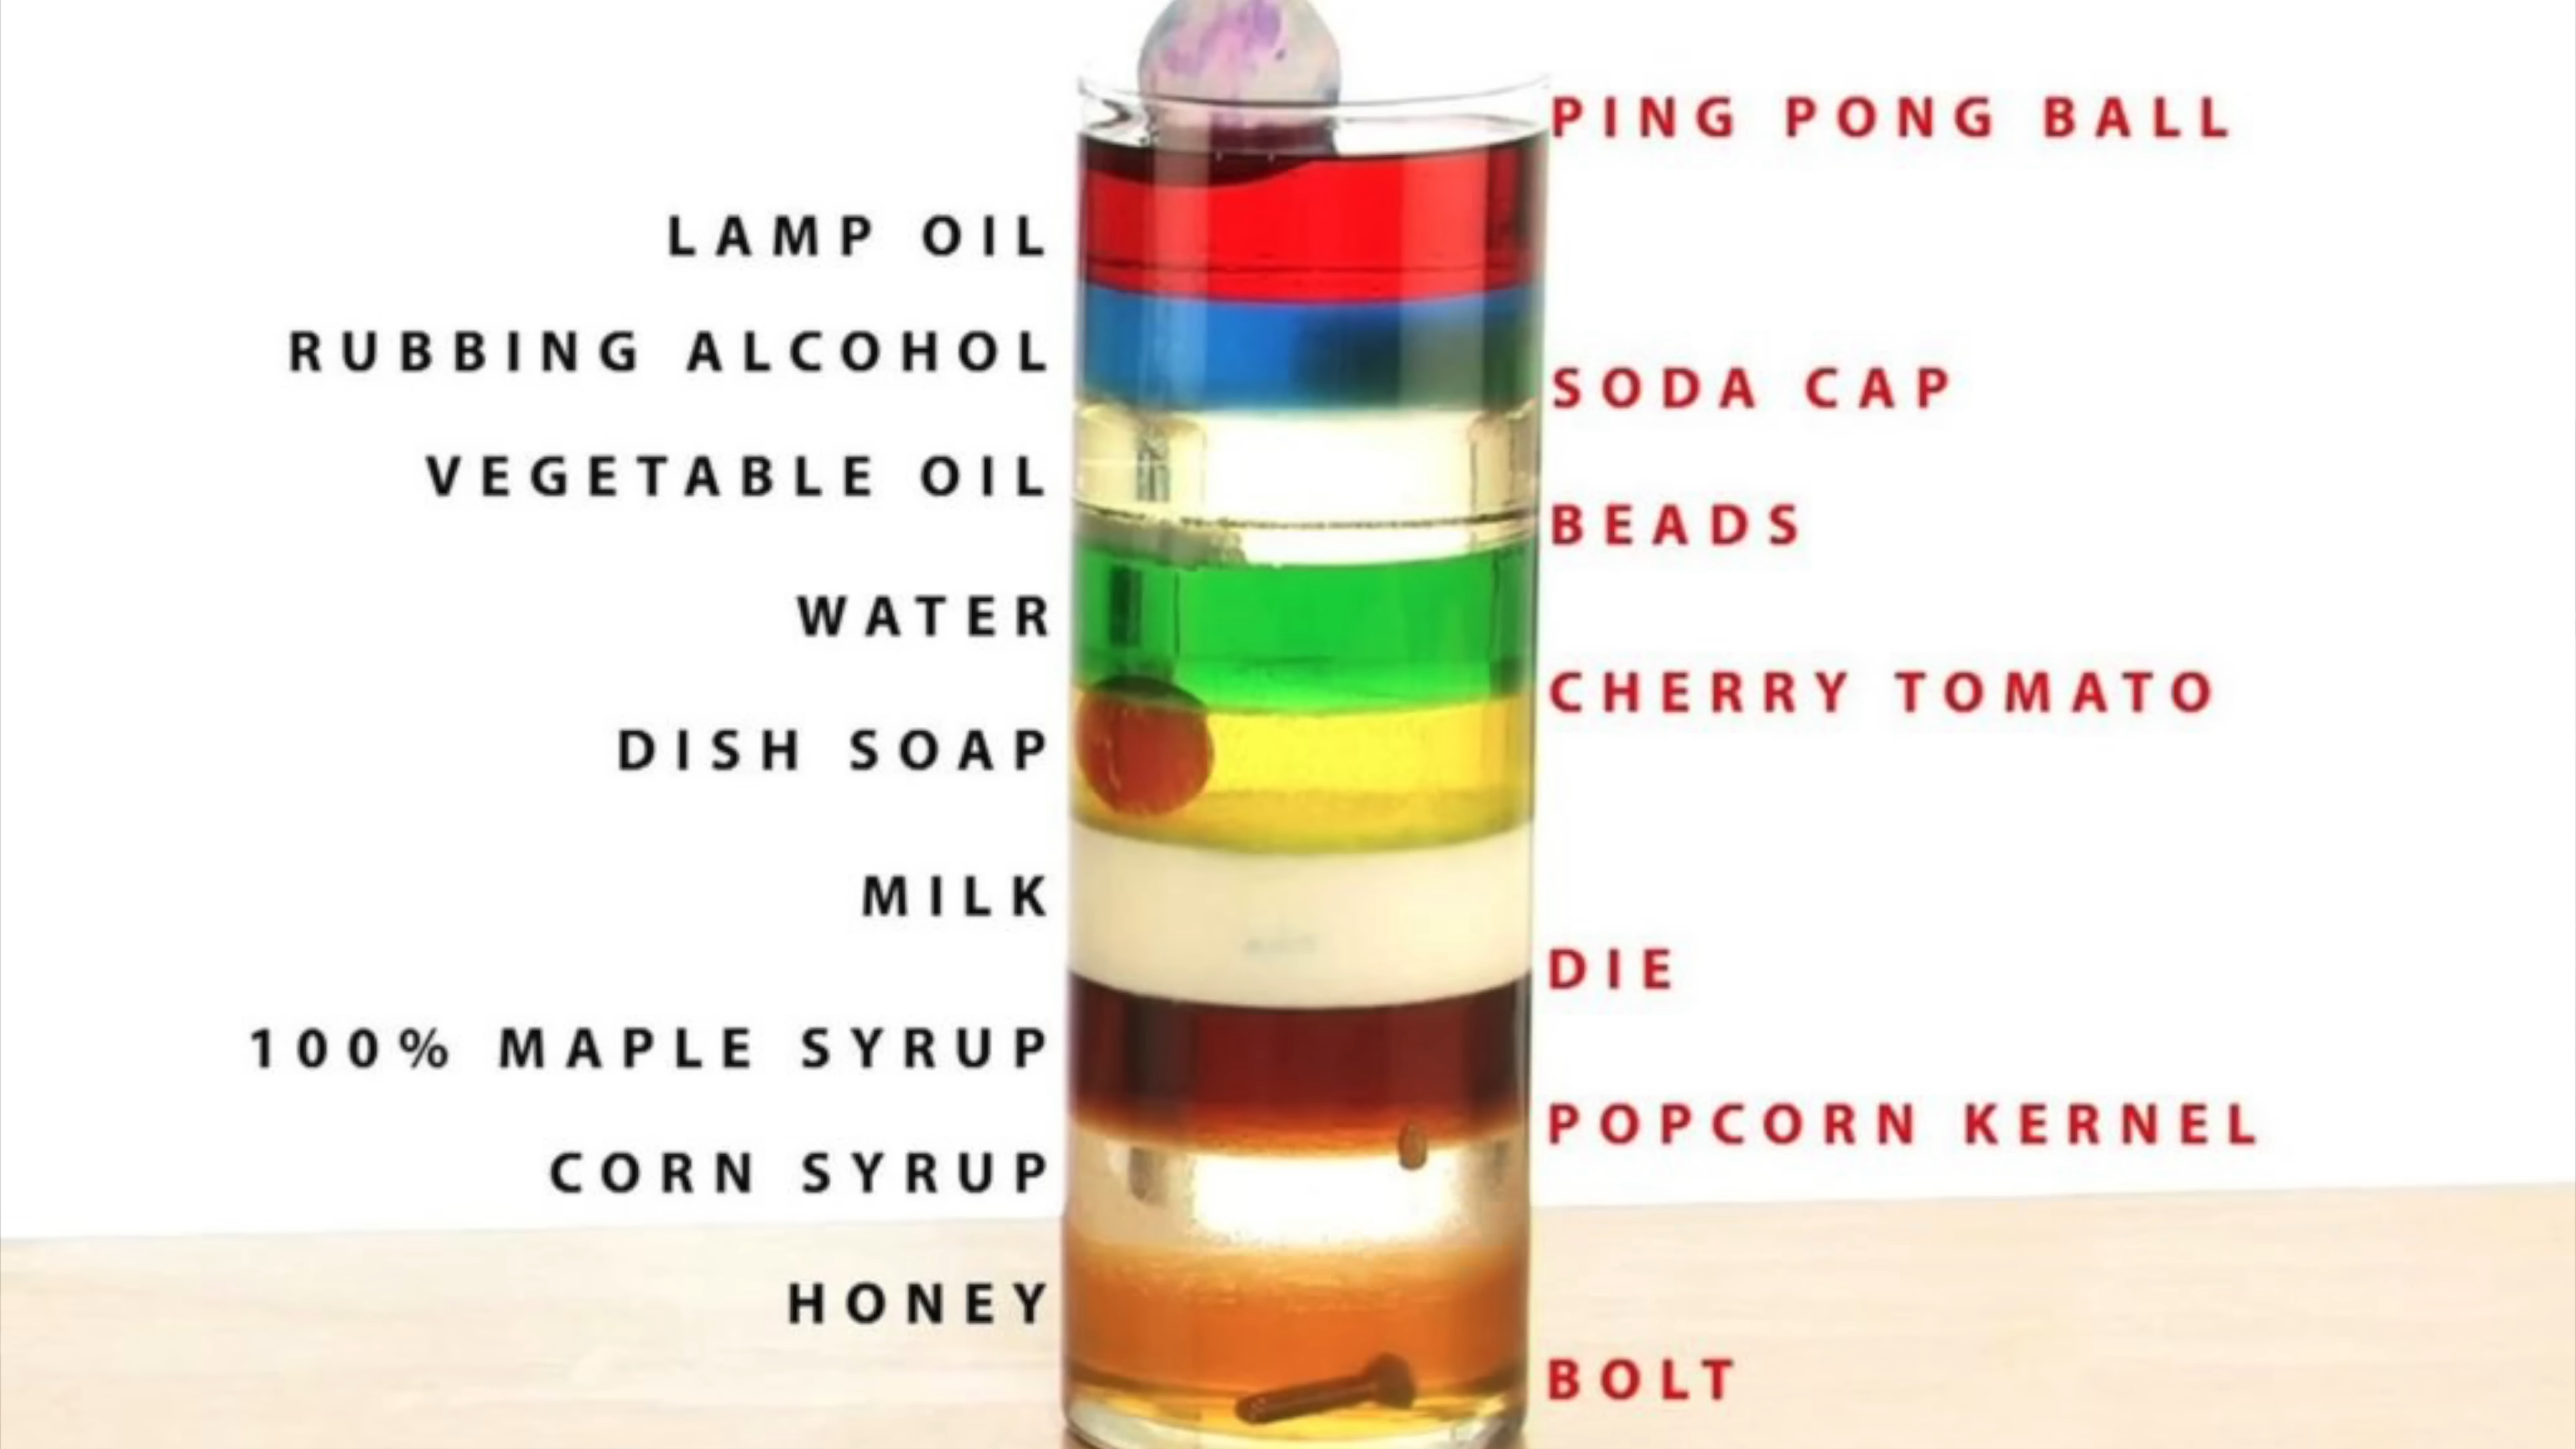 PING PONG BALL
LAMP OIL
RUBBING ALCOHOL
SODA CAP
VEGETABLE OIL
BEADS
WATER
CHERRY TOMATO
DISH SOAP
MILK
DIE
100% MAPLE SYRUP
POPCORN KERNEL
CORN SYRUP
HONEY
BOLT